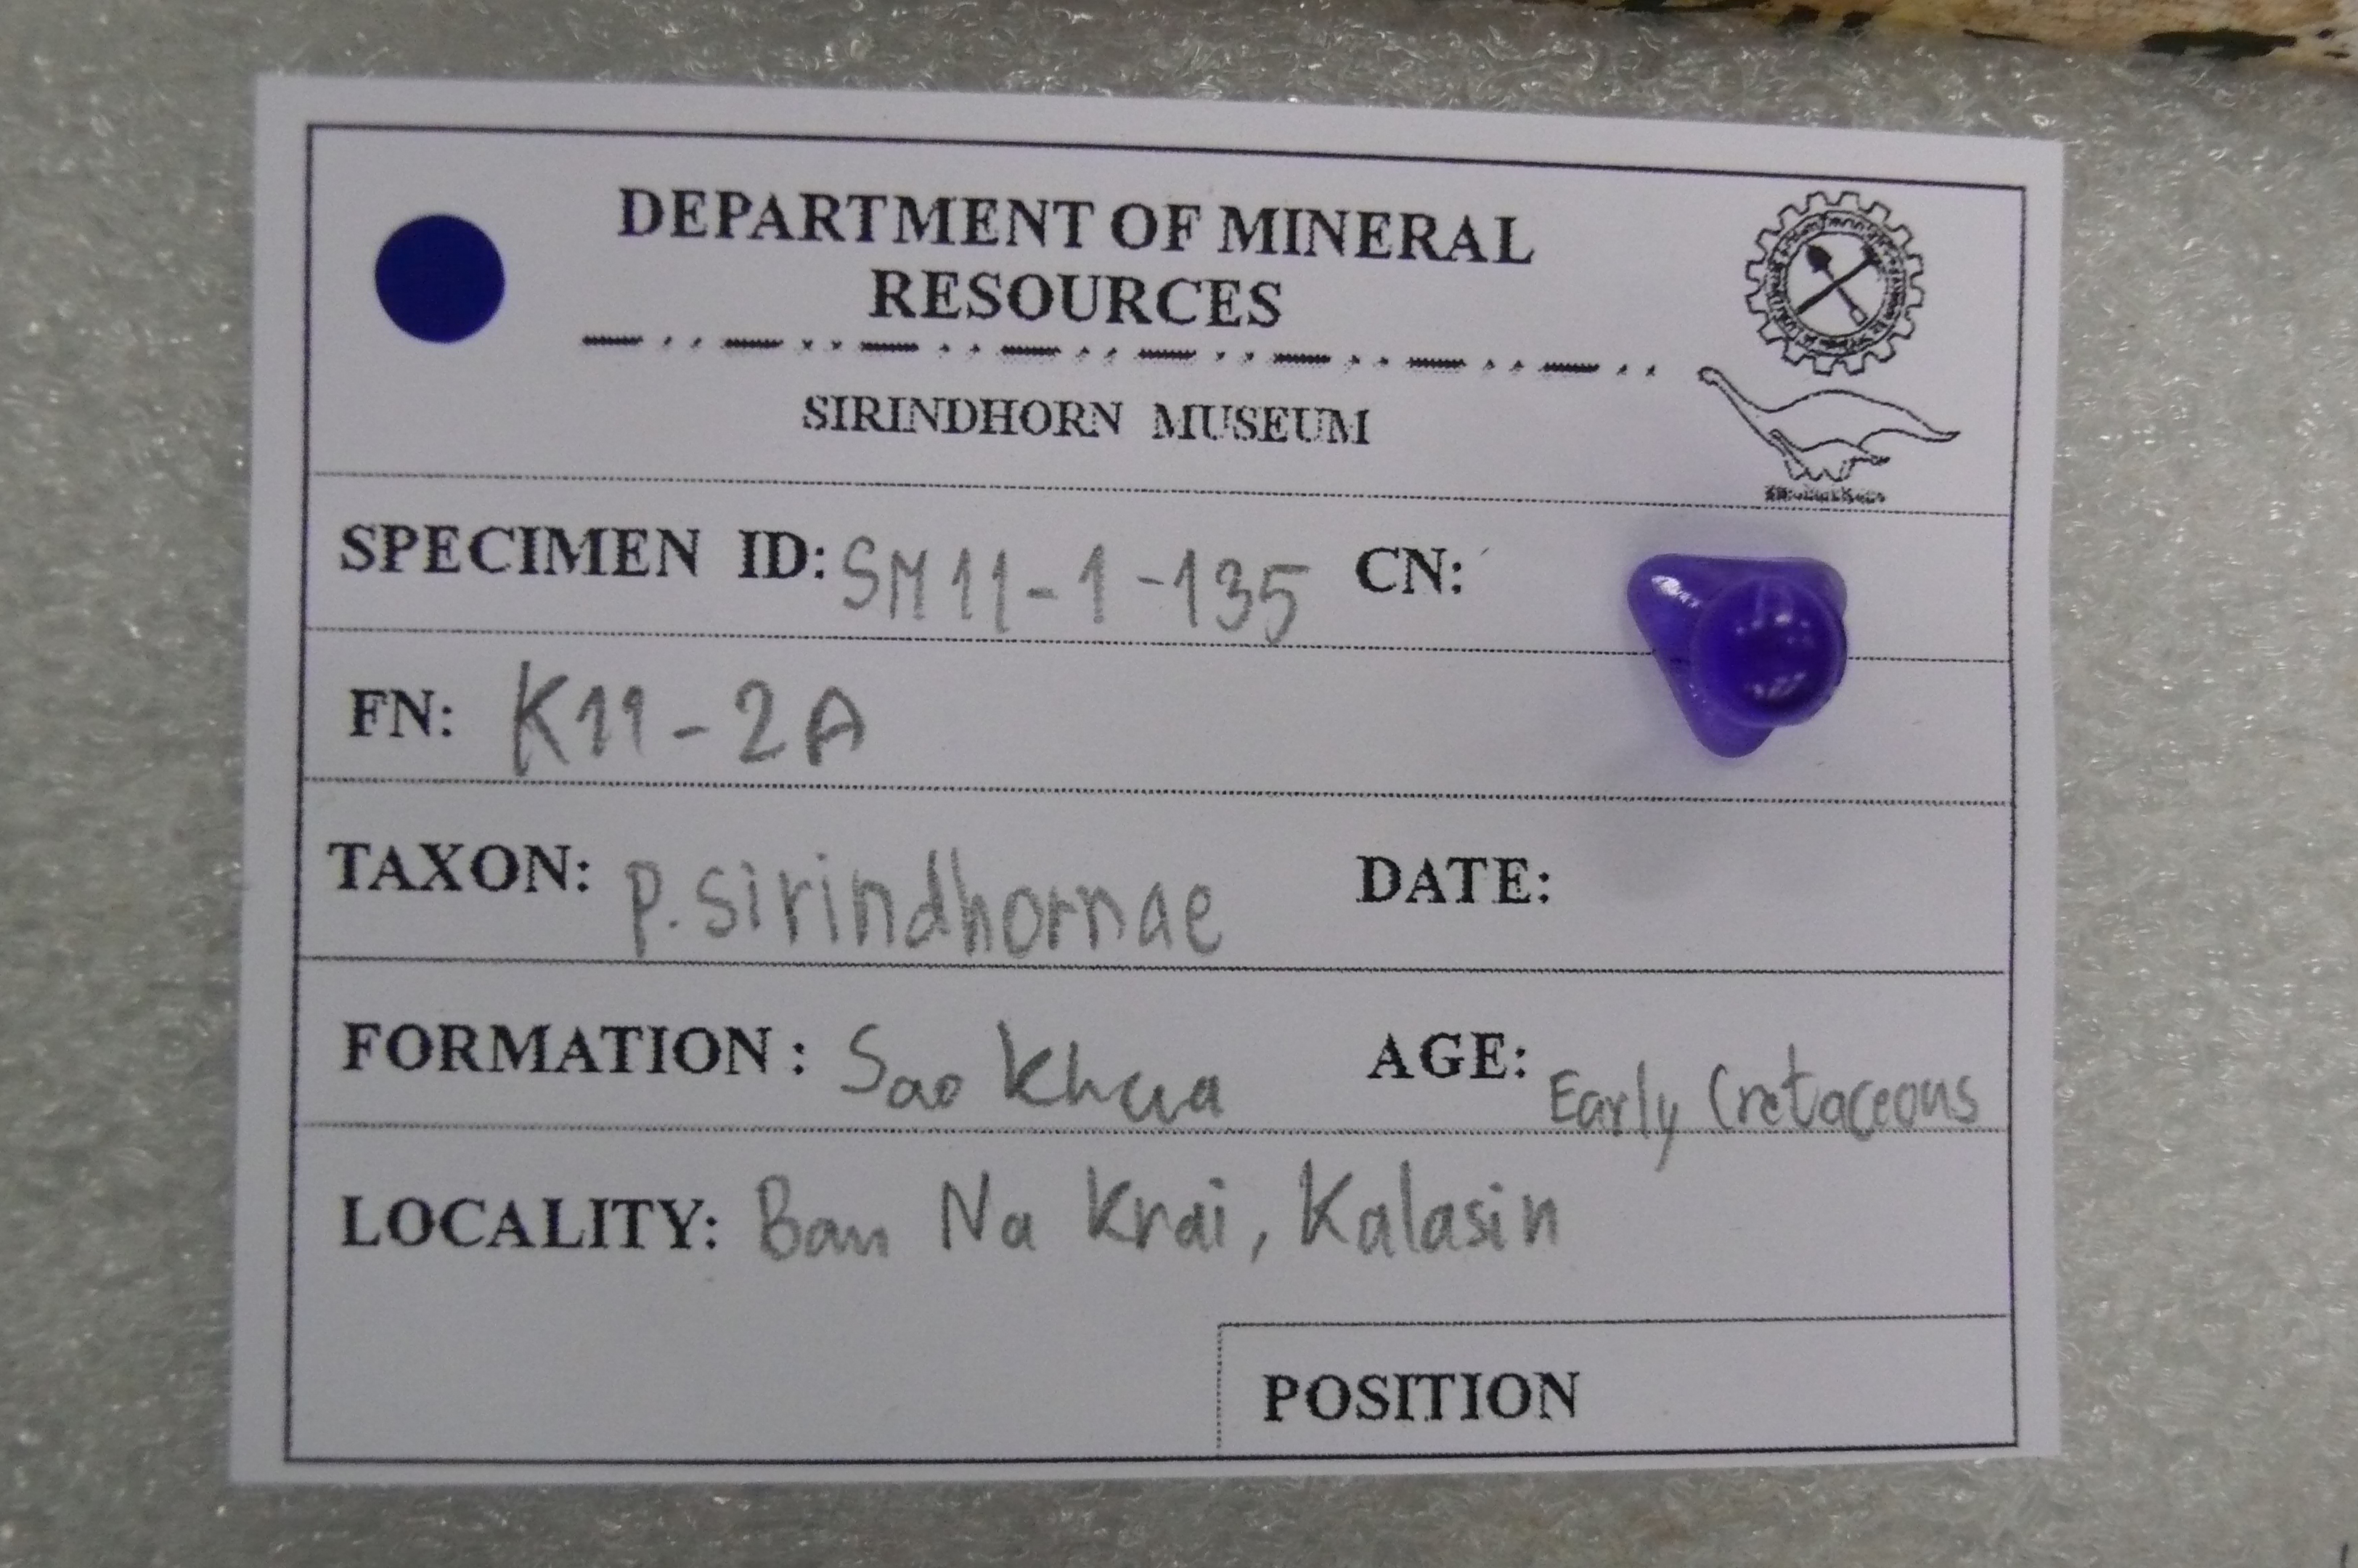 DEPARTMENT OF MINERAL
RESOURCES
SIRINDHORN MUSEUM
SPECIMEN ID: SM11-1-135 CN:
FN: K11-2A
TAXON: P. sirindhornae DATE:
FORMATION : Sao Khua AGE: Early Cretaceous
LOCALITY: Ban Na Krai, Kalasin
POSITION